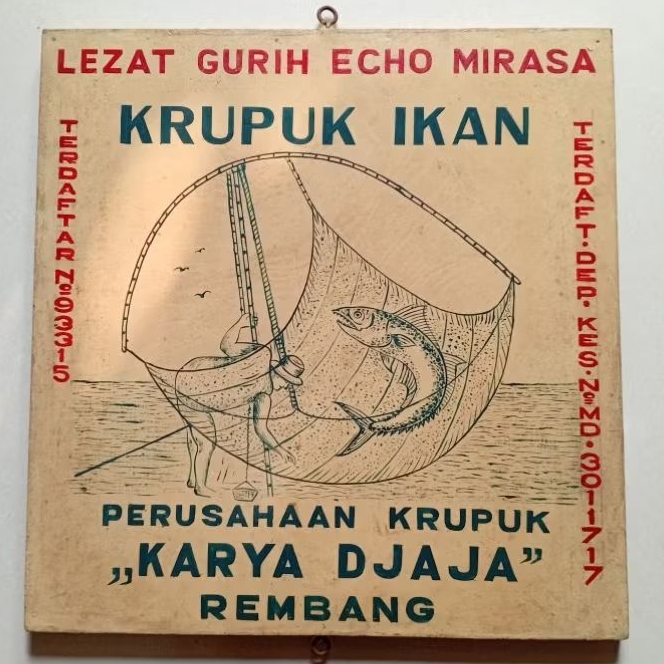 LEZAT GURIH ECHO MIRASA
KRUPUK IKAN
TERDAFTAR No 93315
TERDAFT. DEP. KES. No MD. 3011717
PERUSAHAAN KRUPUK
„KARYA DJAJA”
REMBANG